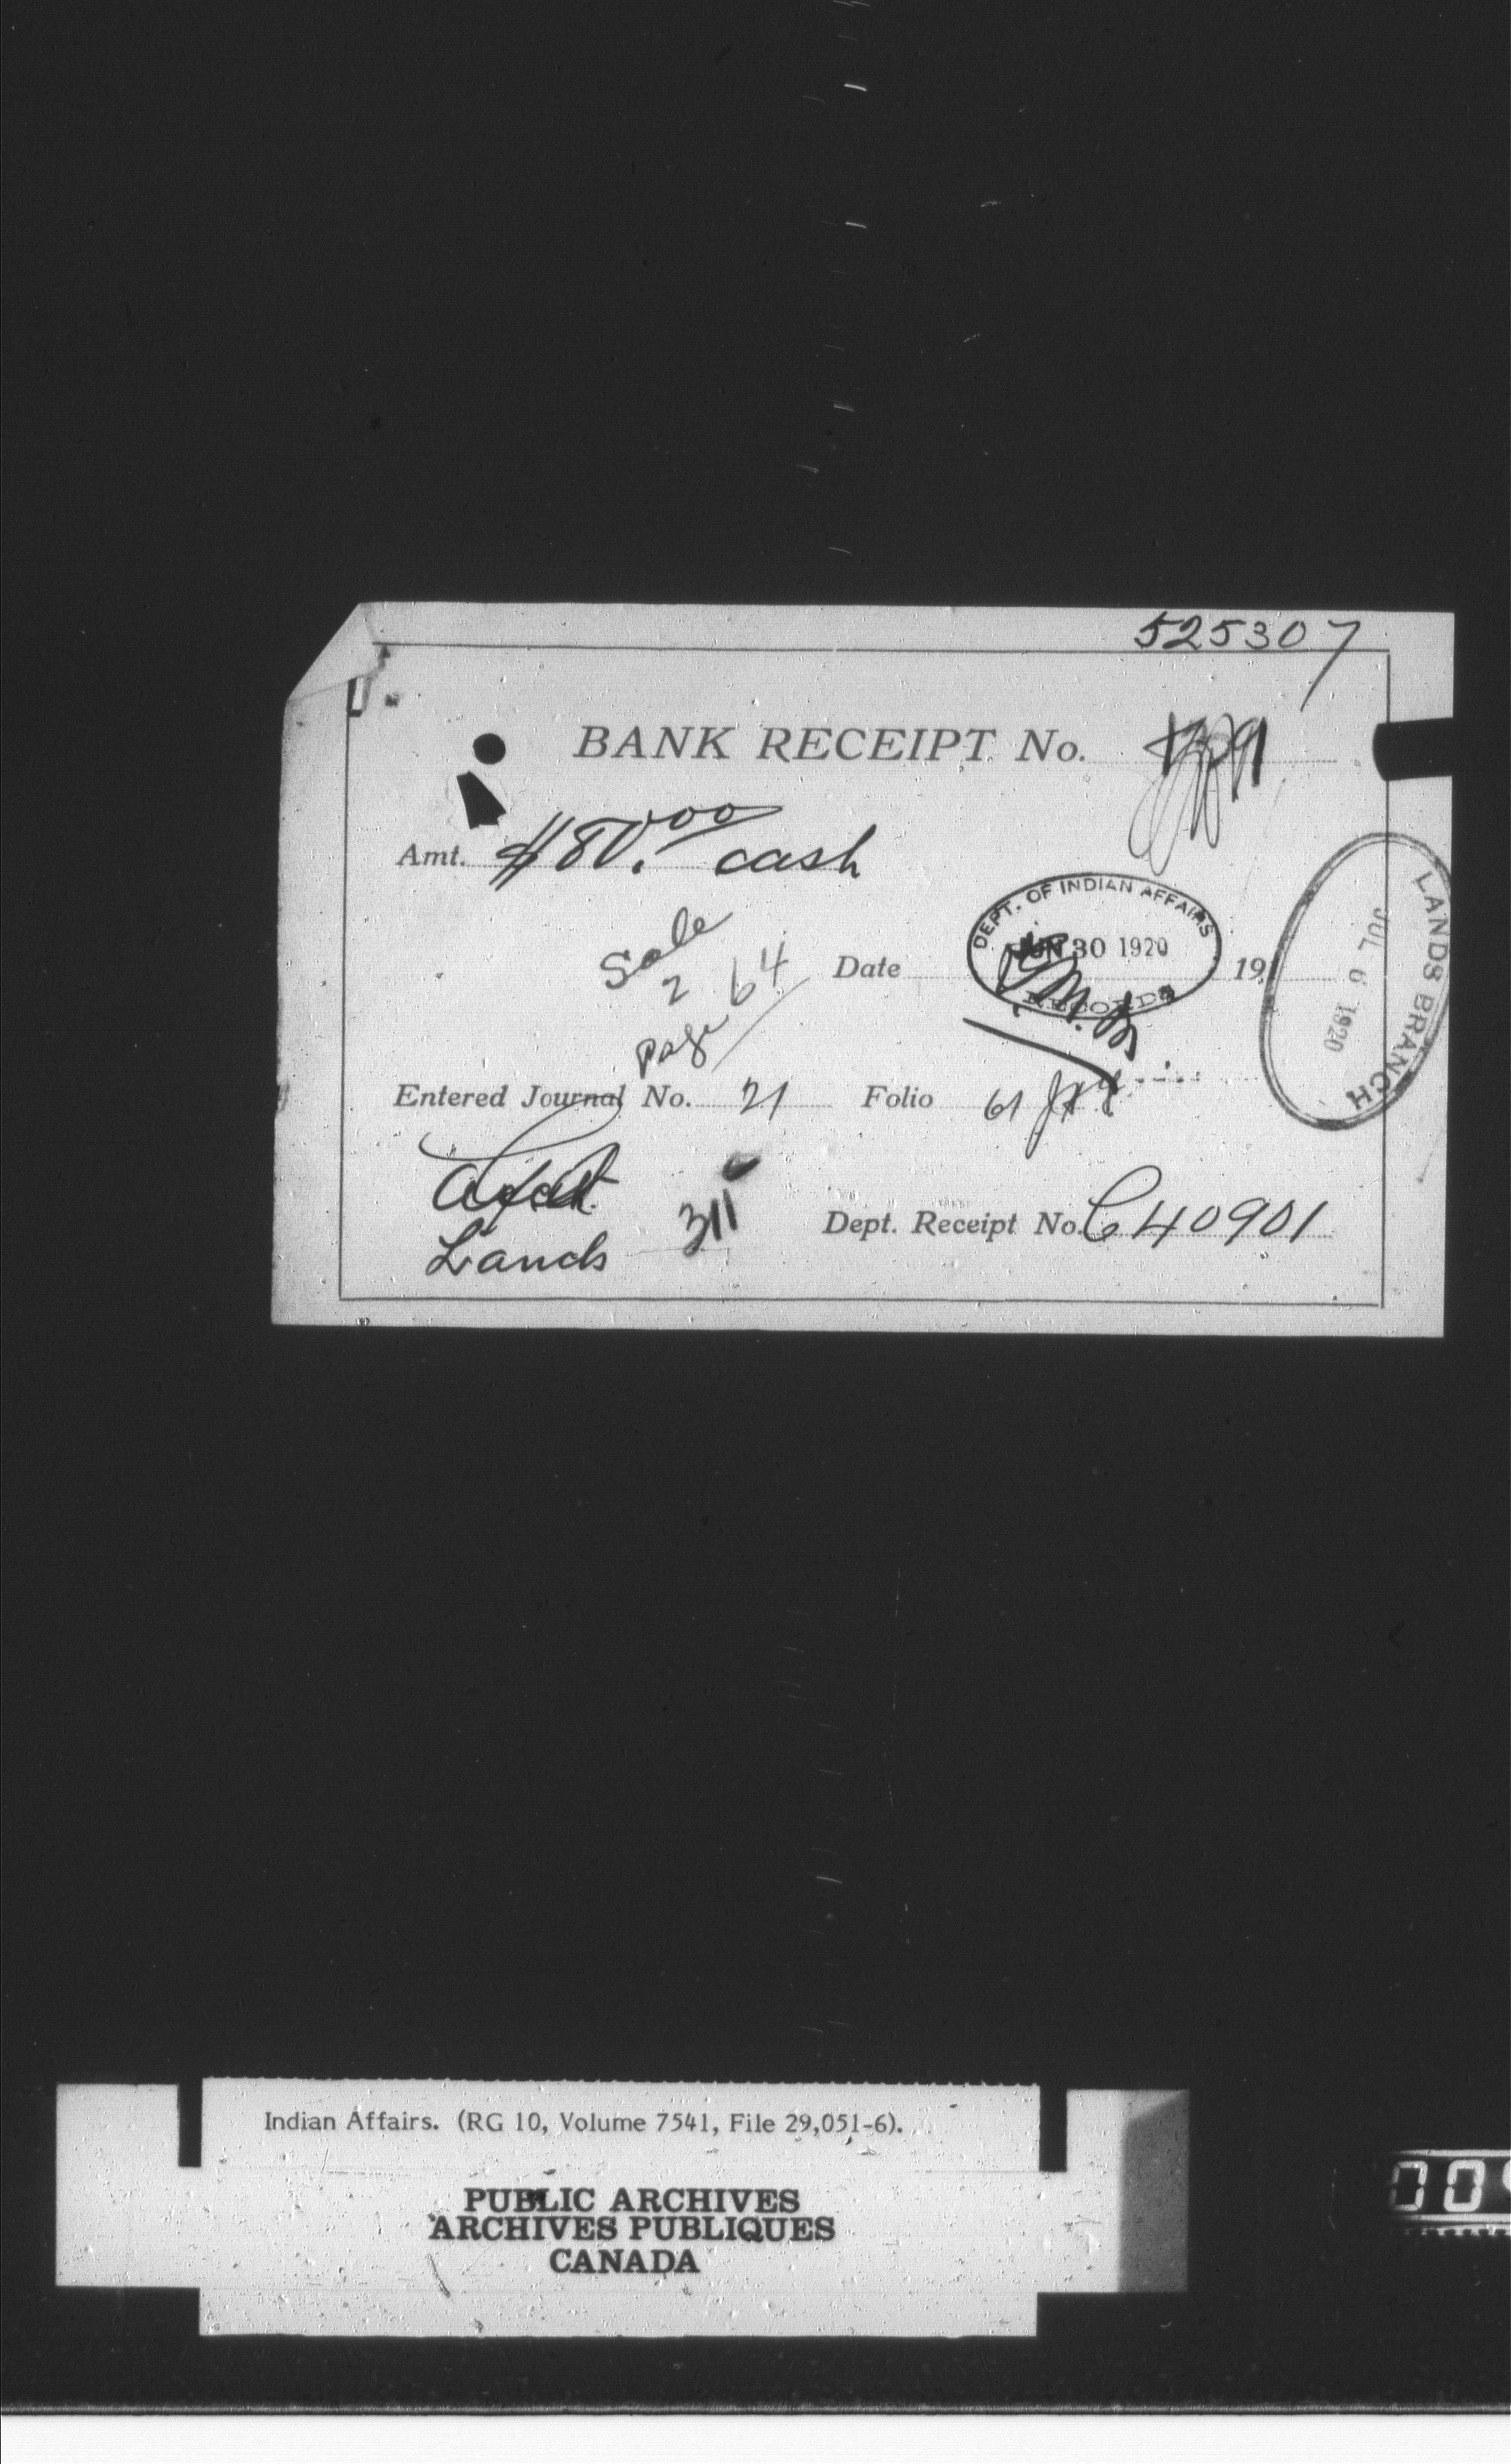 525307
BANK RECEIPT No.
Amt. $80.00 cash
Sale
2
page 64
DEPT. OF INDIAN AFFAIRS
JUN 30 1920
RECORDS
Date 191
LANDS BRANCH
JUL 6 1920
Entered Journal No. 21 Folio 61
Lands
311
Dept. Receipt No. C40901
Indian Affairs. (RG 10, Volume 7541, File 29,051-6).
PUBLIC ARCHIVES
ARCHIVES PUBLIQUES
CANADA